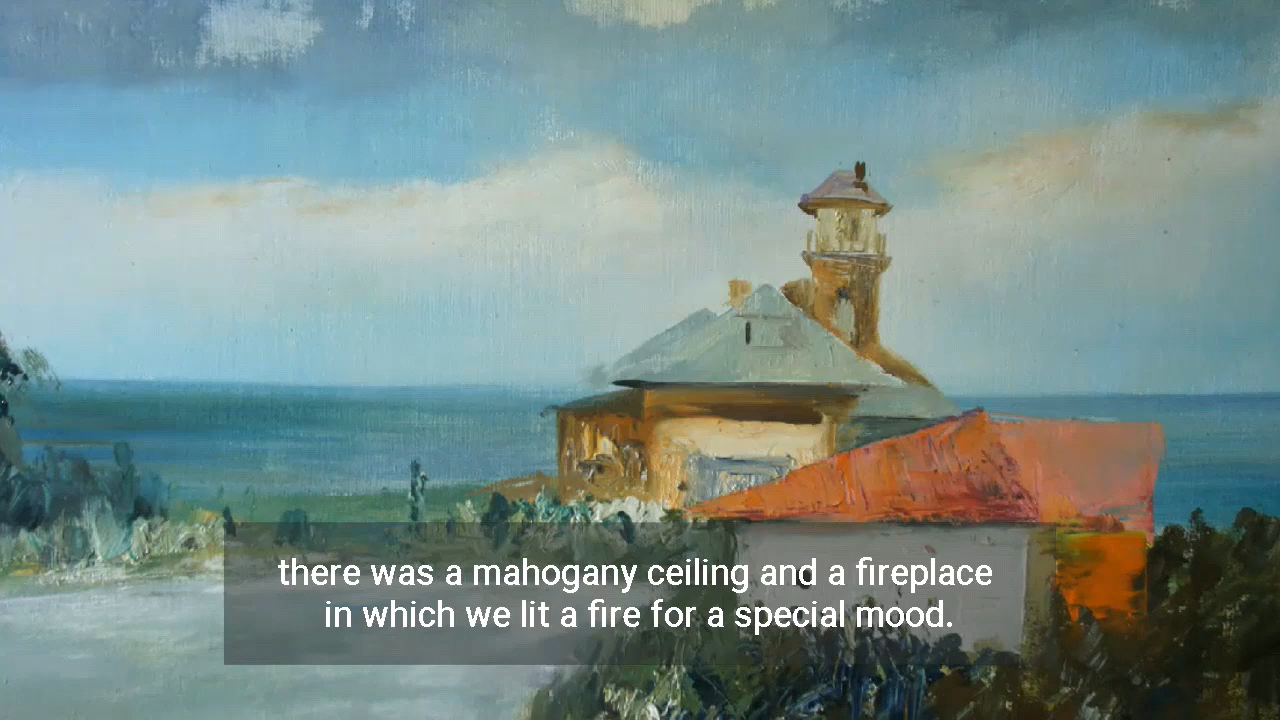 there was a mahogany ceiling and a fireplace
in which we lit a fire for a special mood.